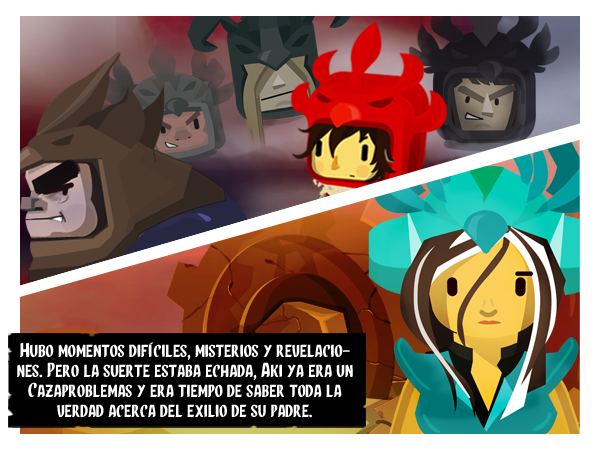 Hubo momentos difíciles, misterios y revelacio-
nes. Pero la suerte estaba echada, Aki ya era un
Cazaproblemas y era tiempo de saber toda la
verdad acerca del exilio de su padre.